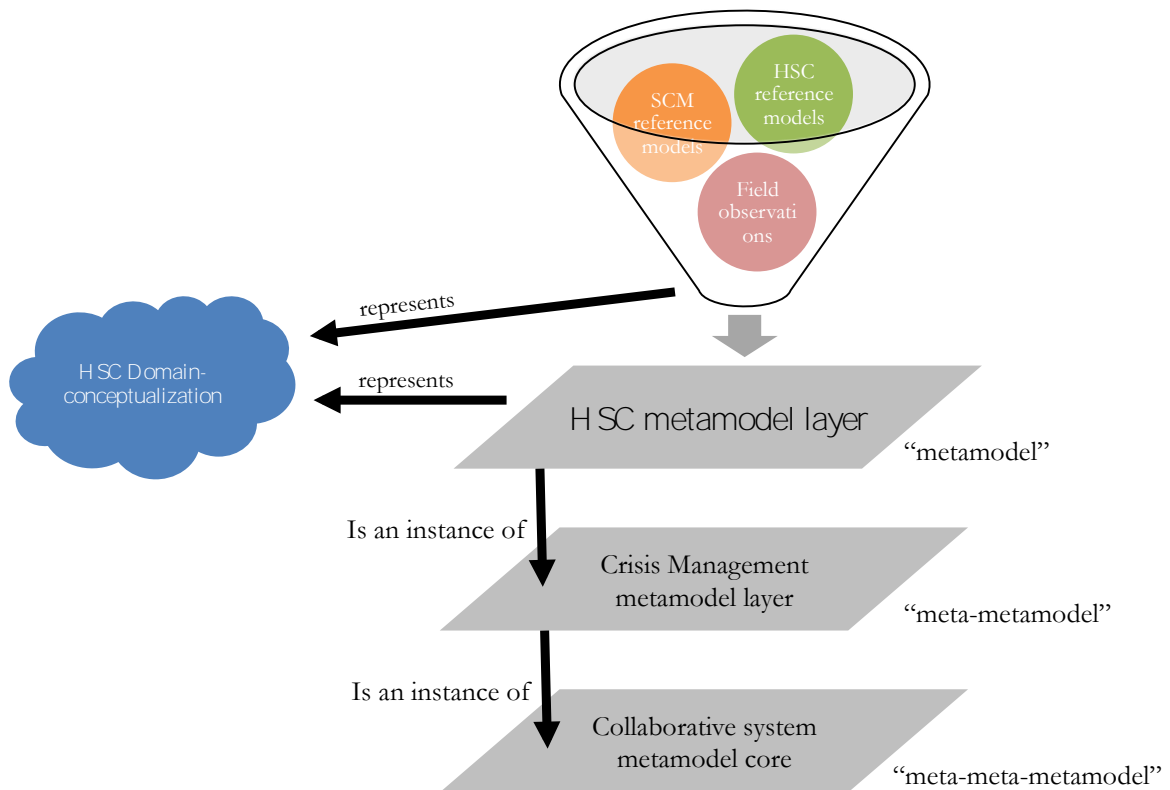 HSC
reference
models
SCM
reference
models
Field
observati
ons
represents
HSC Domain-
conceptualization
represents
HSC metamodel layer
“metamodel”
Is an instance of
Crisis Management
metamodel layer
“meta-metamodel”
Is an instance of
Collaborative system
metamodel core
“meta-meta-metamodel”